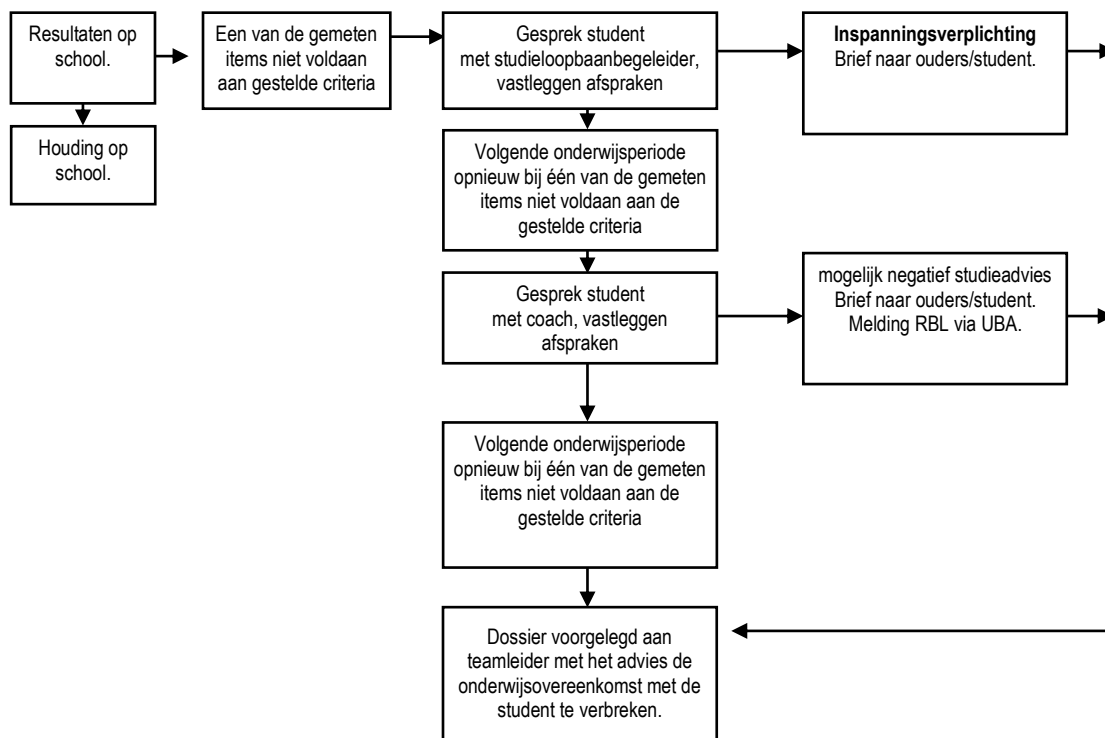 Resultaten op
school.
Een van de gemeten
items niet voldaan
aan gestelde criteria
Gesprek student
met studieloopbaanbegeleider,
vastleggen afspraken
Inspanningsverplichting
Brief naar ouders/student.
Houding op
school.
Volgende onderwijsperiode
opnieuw bij één van de gemeten
items niet voldaan aan de
gestelde criteria
Gesprek student
met coach, vastleggen
afspraken
mogelijk negatief studieadvies
Brief naar ouders/student.
Melding RBL via UBA.
Volgende onderwijsperiode
opnieuw bij één van de gemeten
items niet voldaan aan de
gestelde criteria
Dossier voorgelegd aan
teamleider met het advies de
onderwijsovereenkomst met de
student te verbreken.